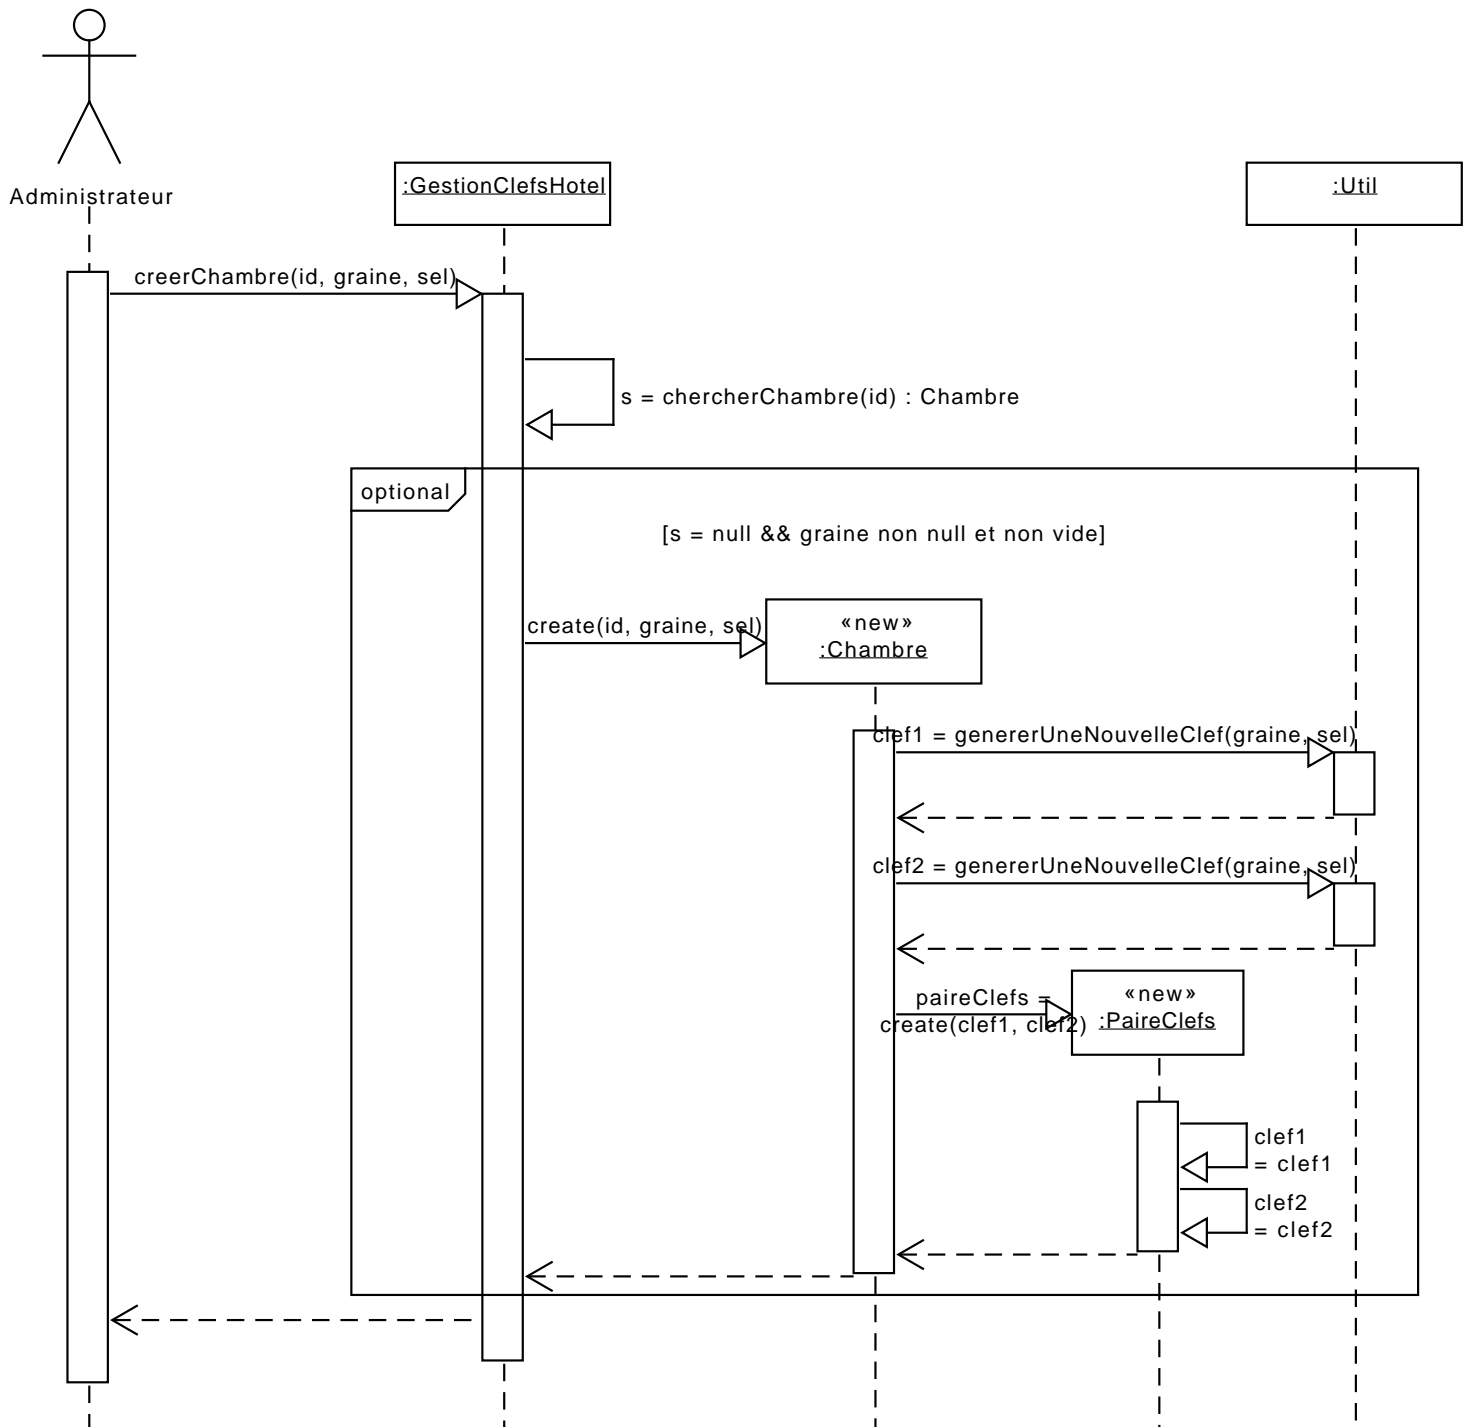 Administrateur
:GestionClefsHotel
:Util
creerChambre(id, graine, sel)
s = chercherChambre(id) : Chambre
optional
[s = null && graine non null et non vide]
create(id, graine, sel)
«new»
:Chambre
clef1 = genererUneNouvelleClef(graine, sel)
clef2 = genererUneNouvelleClef(graine, sel)
paireClefs =
create(clef1, clef2)
«new»
:PaireClefs
clef1
= clef1
clef2
= clef2